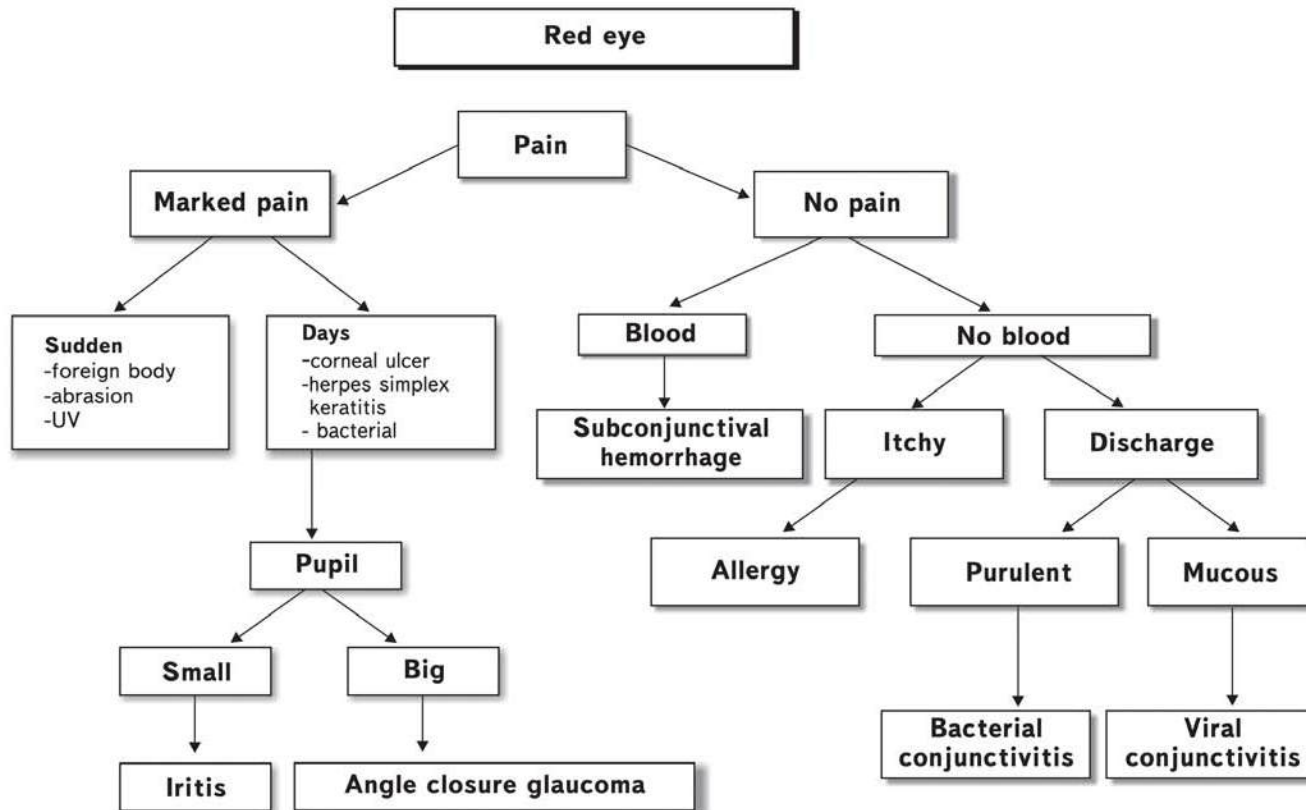 Red eye
Pain
Marked pain
No pain
Sudden
-foreign body
-abrasion
-UV
Days
-corneal ulcer
-herpes simplex
keratitis
- bacterial
Blood
No blood
Subconjunctival
hemorrhage
Itchy
Discharge
Pupil
Allergy
Purulent
Mucous
Small
Big
Bacterial
conjunctivitis
Viral
conjunctivitis
Iritis
Angle closure glaucoma